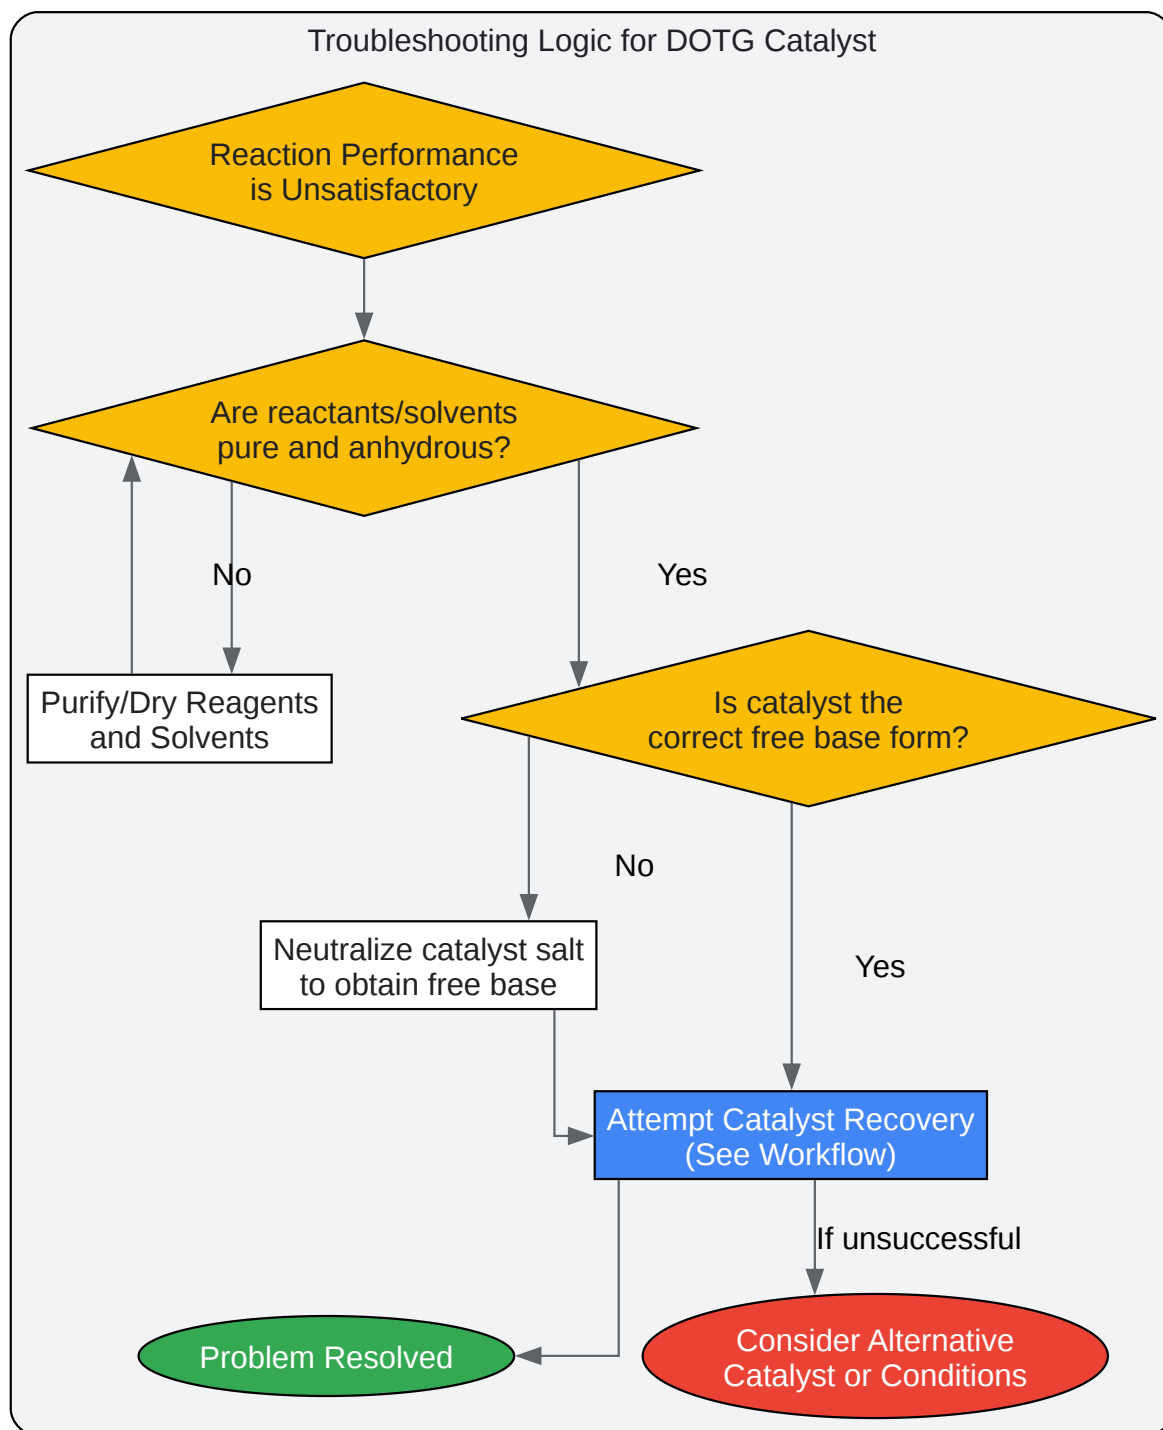 Troubleshooting Logic for DOTG Catalyst
Reaction Performance
is Unsatisfactory
Are reactants/solvents
pure and anhydrous?
No
Yes
Purify/Dry Reagents
and Solvents
Is catalyst the
correct free base form?
No
Neutralize catalyst salt
to obtain free base
Yes
Attempt Catalyst Recovery
(See Workflow)
If unsuccessful
Problem Resolved
Consider Alternative
Catalyst or Conditions